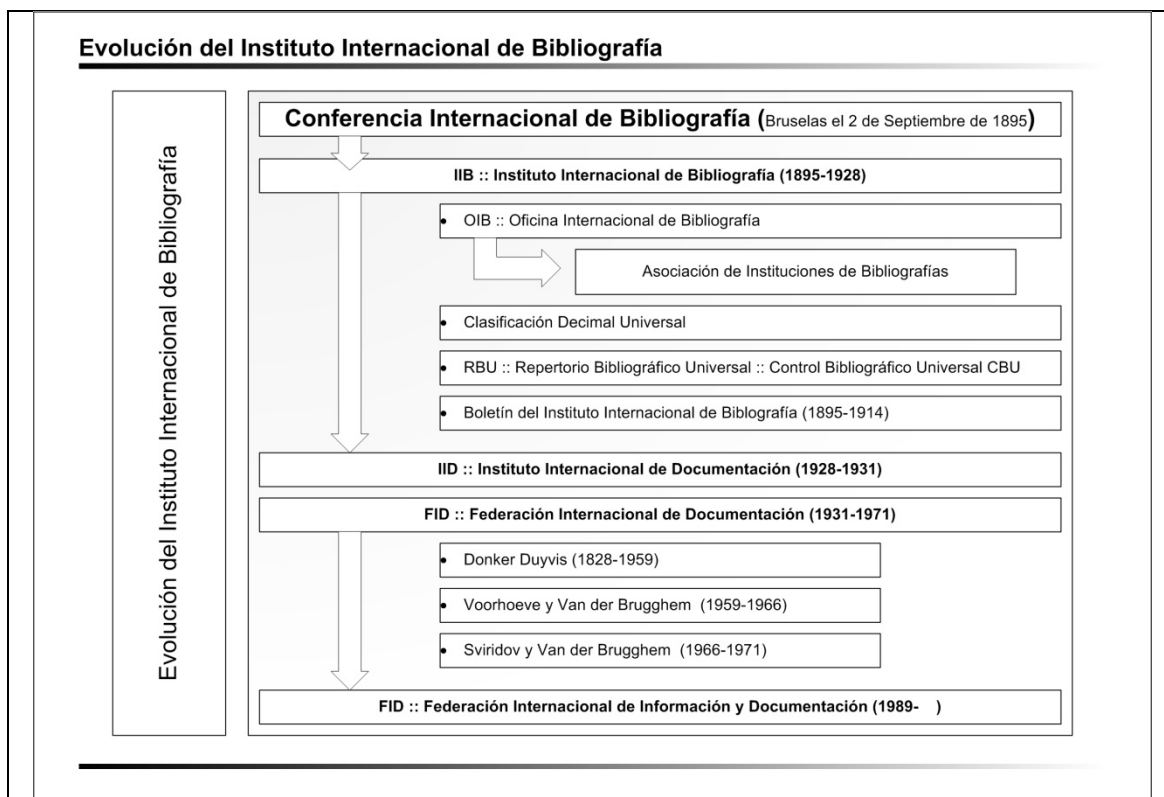 Evolución del Instituto Internacional de Bibliografía
Evolución del Instituto Internacional de Bibliografía
Conferencia Internacional de Bibliografía (Bruselas el 2 de Septiembre de 1895)
IIB :: Instituto Internacional de Bibliografía (1895-1928)
• OIB :: Oficina Internacional de Bibliografía
Asociación de Instituciones de Bibliografías
• Clasificación Decimal Universal
• RBU :: Repertorio Bibliográfico Universal :: Control Bibliográfico Universal CBU
• Boletín del Instituto Internacional de Biblografía (1895-1914)
IID :: Instituto Internacional de Documentación (1928-1931)
FID :: Federación Internacional de Documentación (1931-1971)
• Donker Duyvis (1828-1959)
• Voorhoeve y Van der Brugghem (1959-1966)
• Sviridov y Van der Brugghem (1966-1971)
FID :: Federación Internacional de Información y Documentación (1989- )